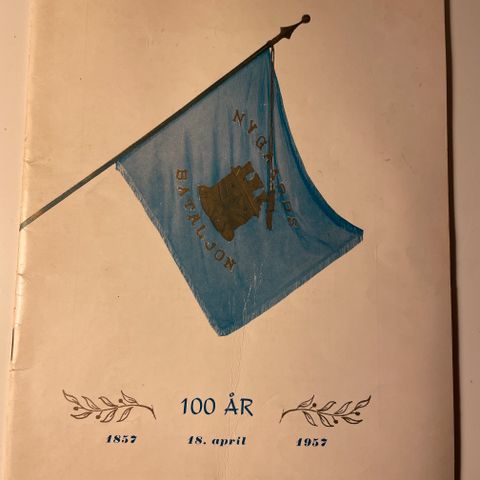 NYGAARDS
BATALJON
100 ÅR
1857 18. april 1957